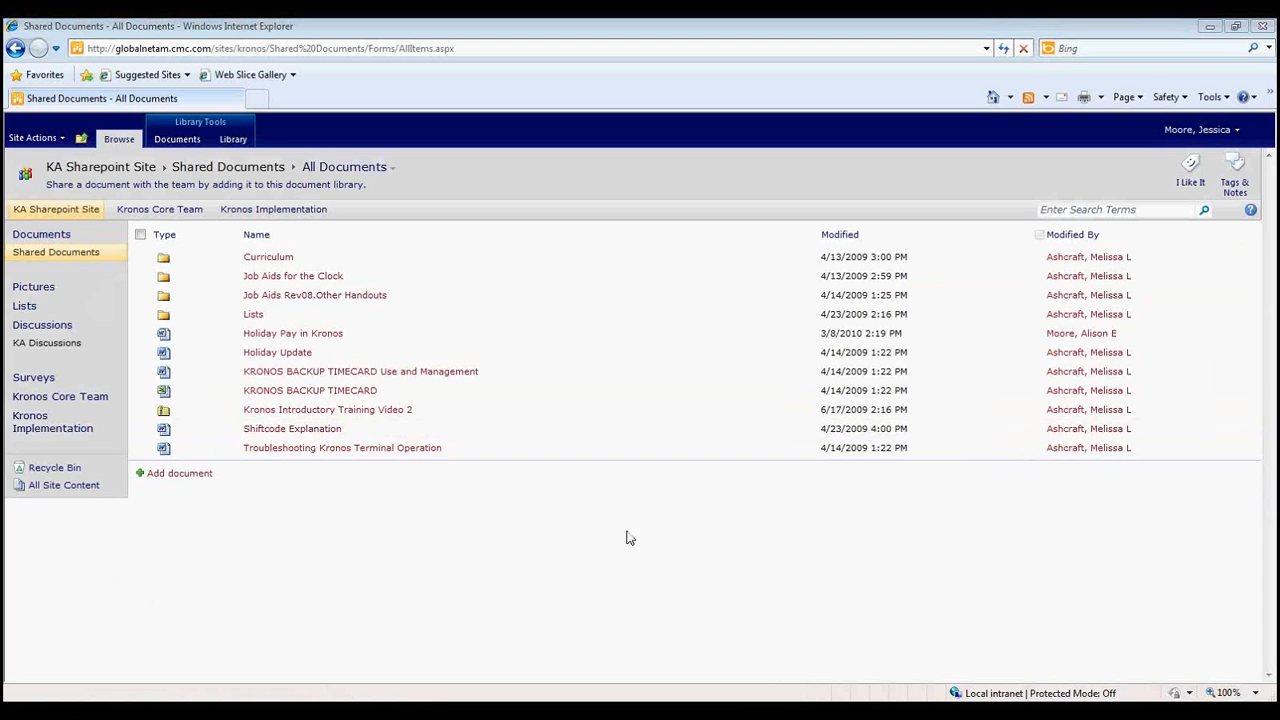 Shared Documents - All Documents - Windows Internet Explorer
http://globalnetam.cmc.com/sites/kronos/Shared%20Documents/Forms/AllItems.aspx
Bing
Favorites Suggested Sites Web Slice Gallery
Shared Documents - All Documents
Page Safety Tools
Library Tools
Site Actions Browse Documents Library
Moore, Jessica
KA Sharepoint Site Shared Documents All Documents
Share a document with the team by adding it to this document library.
I Like It
Tags & Notes
KA Sharepoint Site Kronos Core Team Kronos Implementation
Enter Search Terms
Documents
Shared Documents
Pictures
Lists
Discussions
KA Discussions
Surveys
Kronos Core Team
Kronos
Implementation
Recycle Bin
All Site Content
Type Name Modified Modified By
Curriculum 4/13/2009 3:00 PM Ashcraft, Melissa L
Job Aids for the Clock 4/13/2009 2:59 PM Ashcraft, Melissa L
Job Aids Rev08.Other Handouts 4/14/2009 1:25 PM Ashcraft, Melissa L
Lists 4/23/2009 2:16 PM Ashcraft, Melissa L
Holiday Pay in Kronos 3/8/2010 2:19 PM Moore, Alison E
Holiday Update 4/14/2009 1:22 PM Ashcraft, Melissa L
KRONOS BACKUP TIMECARD Use and Management 4/14/2009 1:22 PM Ashcraft, Melissa L
KRONOS BACKUP TIMECARD 4/14/2009 1:22 PM Ashcraft, Melissa L
Kronos Introductory Training Video 2 6/17/2009 2:16 PM Ashcraft, Melissa L
Shiftcode Explanation 4/23/2009 4:00 PM Ashcraft, Melissa L
Troubleshooting Kronos Terminal Operation 4/14/2009 1:22 PM Ashcraft, Melissa L
Add document
Local intranet | Protected Mode: Off
100%